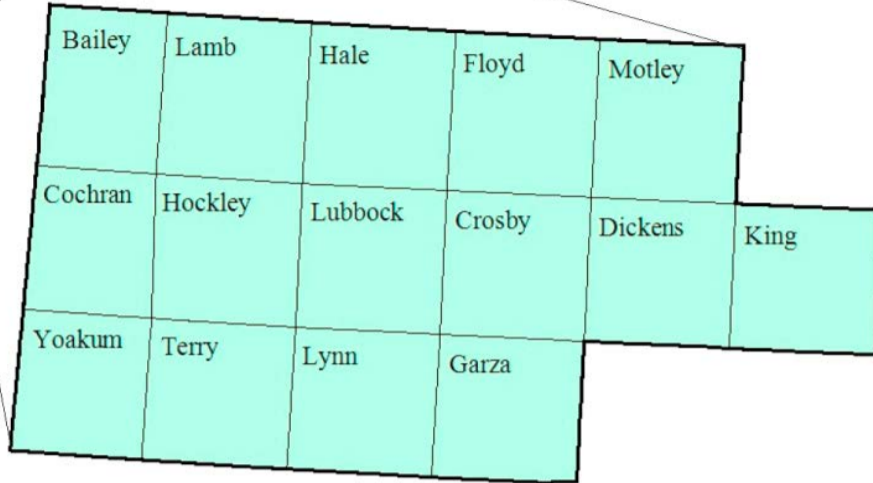 Bailey
Lamb
Hale
Floyd
Motley
Cochran
Hockley
Lubbock
Crosby
Dickens
King
Yoakum
Terry
Lynn
Garza